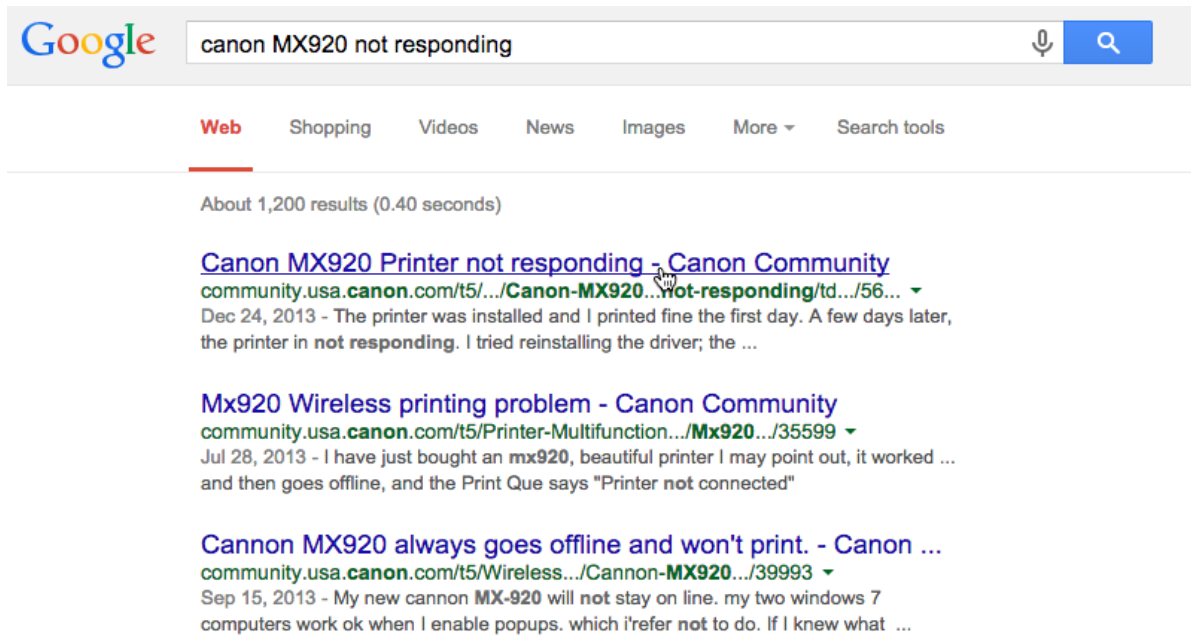 Google
canon MX920 not responding
Web Shopping Videos News Images More Search tools
About 1,200 results (0.40 seconds)
Canon MX920 Printer not responding - Canon Community
community.usa.canon.com/t5/.../Canon-MX920...not-responding/td.../56...
Dec 24, 2013 - The printer was installed and I printed fine the first day. A few days later,
the printer in not responding. I tried reinstalling the driver; the ...
Mx920 Wireless printing problem - Canon Community
community.usa.canon.com/t5/Printer-Multifunction.../Mx920.../35599
Jul 28, 2013 - I have just bought an mx920, beautiful printer I may point out, it worked ...
and then goes offline, and the Print Que says "Printer not connected"
Cannon MX920 always goes offline and won't print. - Canon ...
community.usa.canon.com/t5/Wireless.../Cannon-MX920.../39993
Sep 15, 2013 - My new cannon MX-920 will not stay on line. my two windows 7
computers work ok when I enable popups. which i'refer not to do. If I knew what ...